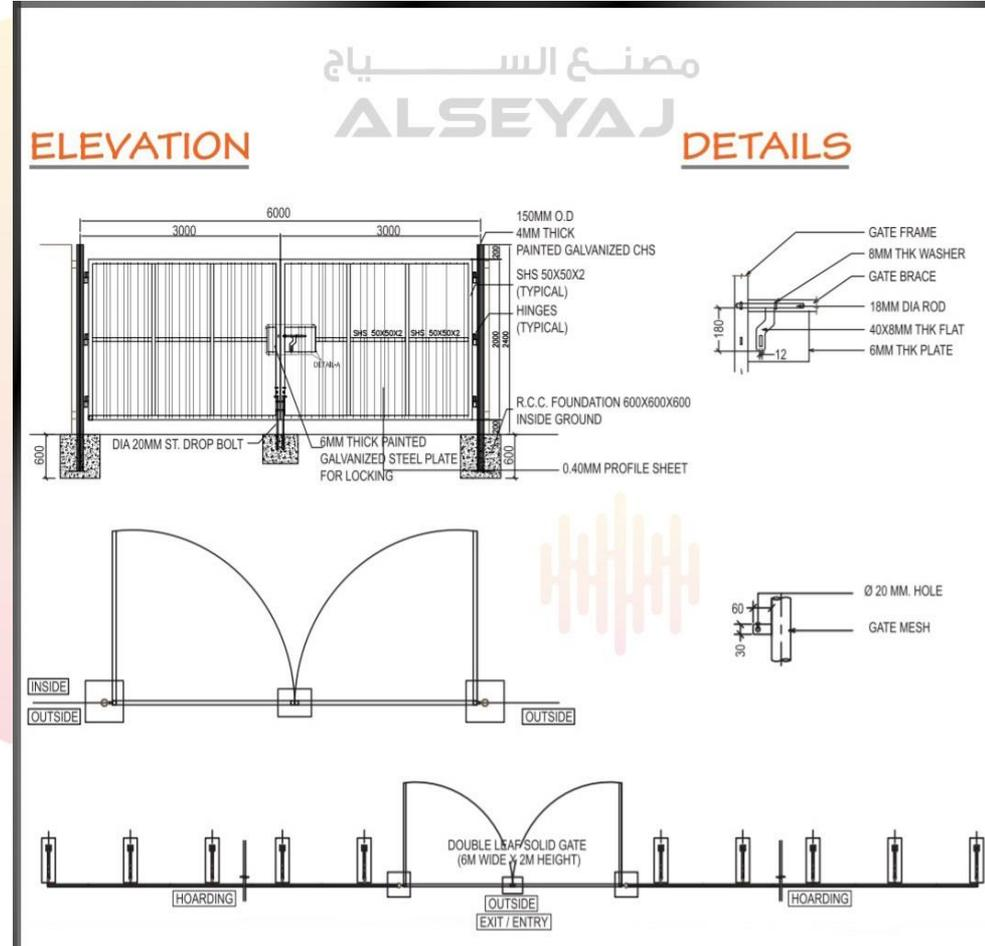 مصنع السياج
ALSEYAJ
ELEVATION
DETAILS
6000
3000
3000
150MM O.D
4MM THICK
PAINTED GALVANIZED CHS
SHS 50X50X2
(TYPICAL)
HINGES
(TYPICAL)
200
2000
2400
200
SHS 50X50X2
SHS 50X50X2
DETAIL-A
R.C.C. FOUNDATION 600X600X600
INSIDE GROUND
DIA 20MM ST. DROP BOLT
6MM THICK PAINTED
GALVANIZED STEEL PLATE
FOR LOCKING
0.40MM PROFILE SHEET
600
600
GATE FRAME
8MM THK WASHER
GATE BRACE
18MM DIA ROD
40X8MM THK FLAT
6MM THK PLATE
180
12
Ø 20 MM. HOLE
GATE MESH
60
30
INSIDE
OUTSIDE
OUTSIDE
DOUBLE LEAF SOLID GATE
(6M WIDE X 2M HEIGHT)
HOARDING
OUTSIDE
EXIT / ENTRY
HOARDING